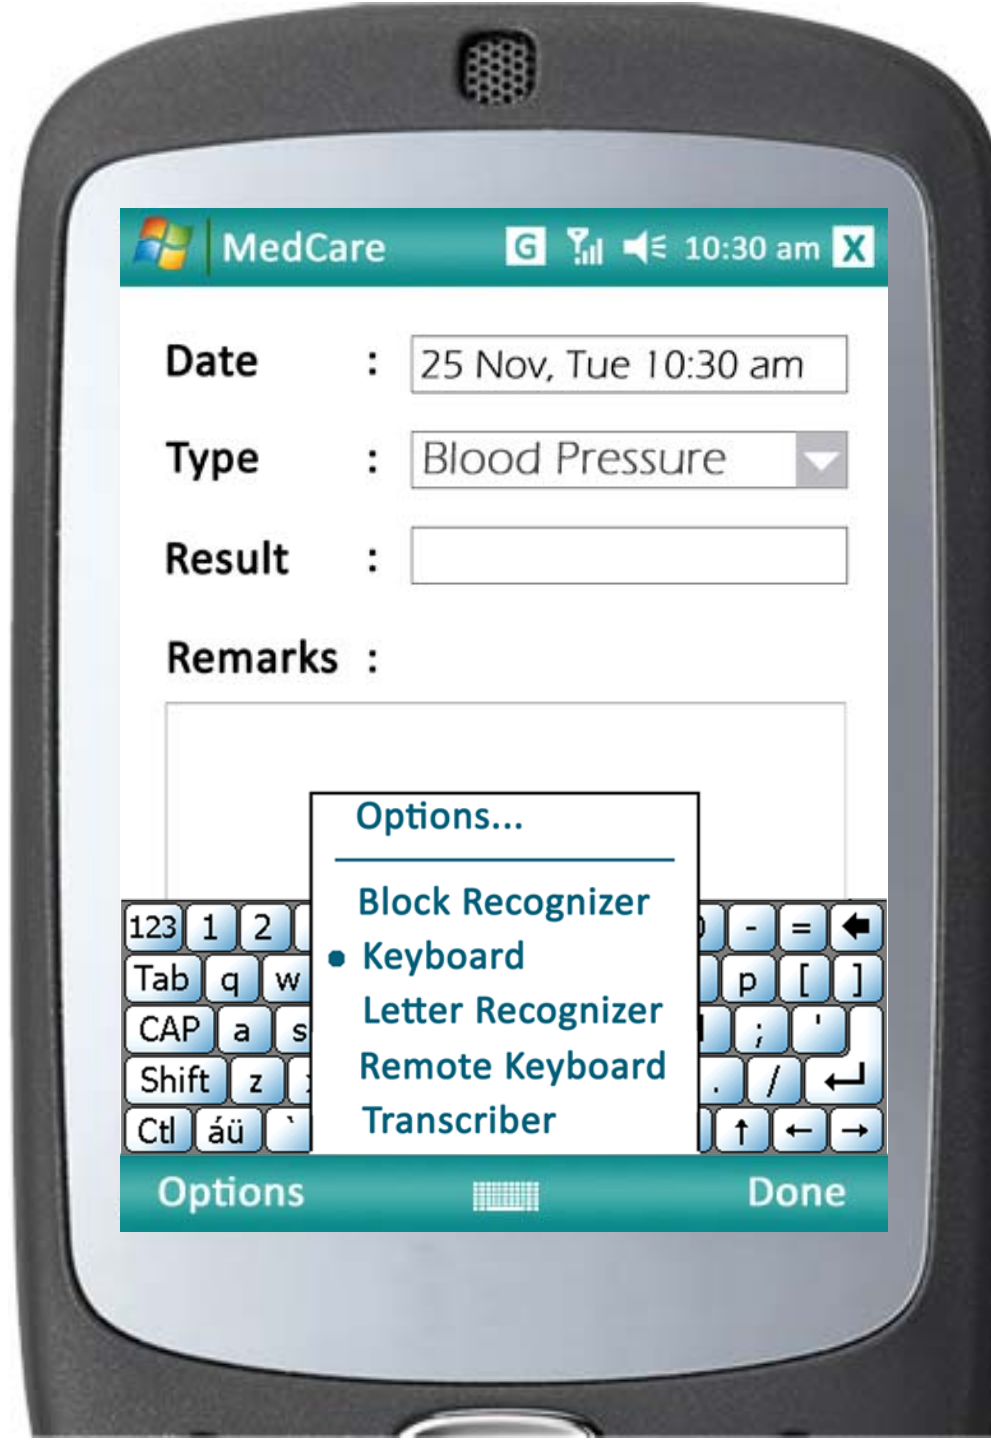 MedCare G 10:30 am X
Date : 25 Nov, Tue 10:30 am
Type : Blood Pressure
Result :
Remarks :
Options...
Block Recognizer
Keyboard
Letter Recognizer
Remote Keyboard
Transcriber
123 1 2 - =
Tab q w p [ ]
CAP a s ; '
Shift z . /
Ctl áü ` ↑ ← →
Options Done